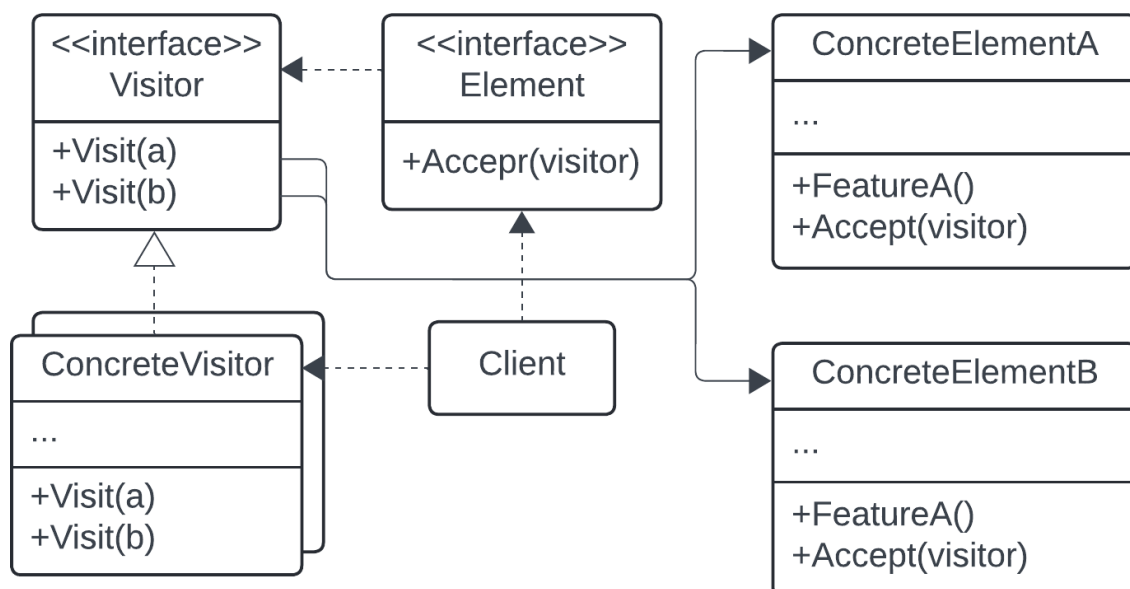 <<interface>>
Visitor
+Visit(a)
+Visit(b)
<<interface>>
Element
+Accepr(visitor)
ConcreteElementA
...
+FeatureA()
+Accept(visitor)
ConcreteVisitor
...
+Visit(a)
+Visit(b)
Client
ConcreteElementB
...
+FeatureA()
+Accept(visitor)